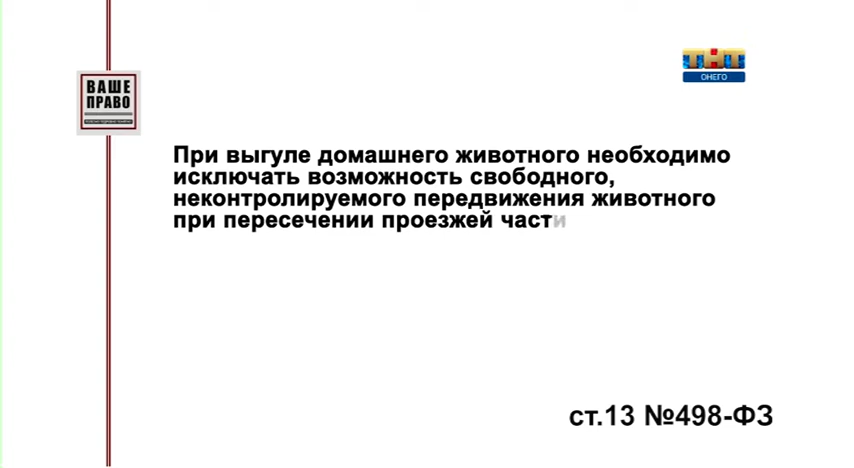 ВАШЕ
ПРАВО
ТНТ
ОНЕГО
При выгуле домашнего животного необходимо
исключать возможность свободного,
неконтролируемого передвижения животного
при пересечении проезжей части
ст.13 №498-ФЗ